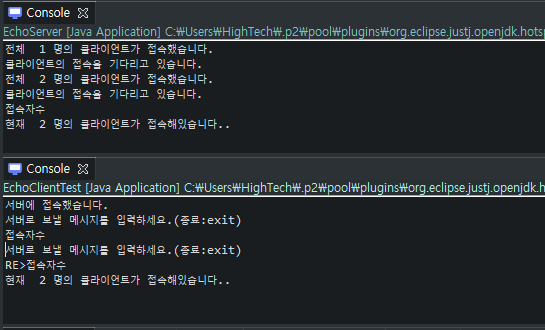 Console
EchoServer [Java Application] C:₩Users₩HighTech₩.p2₩pool₩plugins₩org.eclipse.justj.openjdk.hots
전체  1 명의 클라이언트가 접속했습니다.
클라이언트의 접속을 기다리고 있습니다.
전체  2 명의 클라이언트가 접속했습니다.
클라이언트의 접속을 기다리고 있습니다.
접속자수
현재  2 명의 클라이언트가 접속해있습니다..
Console
EchoClientTest [Java Application] C:₩Users₩HighTech₩.p2₩pool₩plugins₩org.eclipse.justj.openjdk.h
서버에 접속했습니다.
서버로 보낼 메시지를 입력하세요.(종료:exit)
접속자수
서버로 보낼 메시지를 입력하세요.(종료:exit)
RE>접속자수
현재  2 명의 클라이언트가 접속해있습니다..